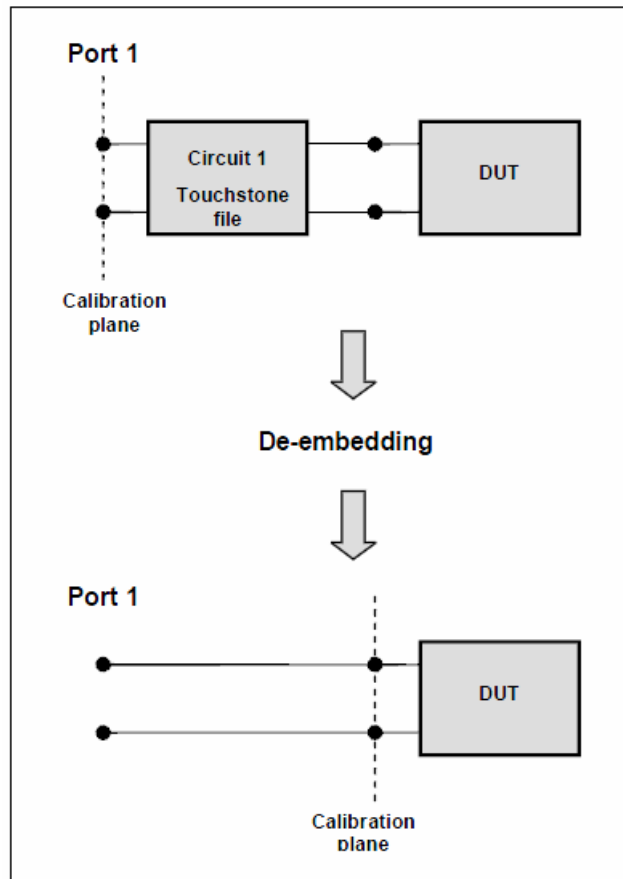 Port 1
Circuit 1
Touchstone
file
DUT
Calibration
plane
De-embedding
Port 1
DUT
Calibration
plane